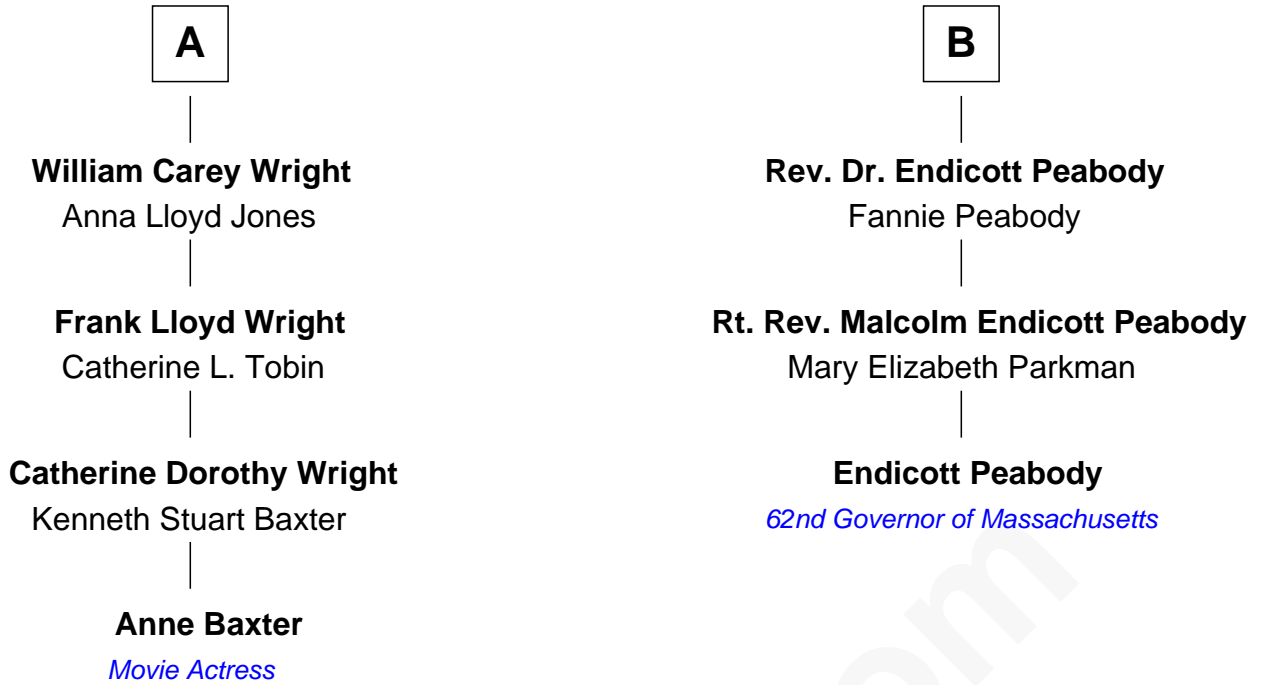 A
B
William Carey Wright
Anna Lloyd Jones
Rev. Dr. Endicott Peabody
Fannie Peabody
Frank Lloyd Wright
Catherine L. Tobin
Rt. Rev. Malcolm Endicott Peabody
Mary Elizabeth Parkman
Catherine Dorothy Wright
Kenneth Stuart Baxter
Endicott Peabody
62nd Governor of Massachusetts
Anne Baxter
Movie Actress